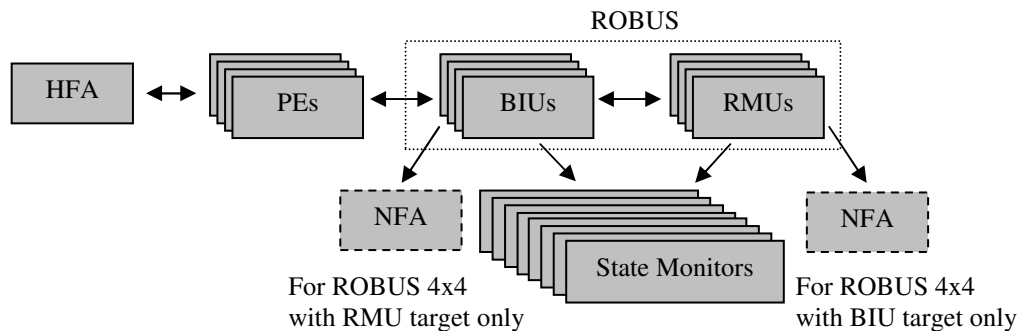 ROBUS
HFA
PEs
BIUs
RMUs
NFA
State Monitors
NFA
For ROBUS 4x4
with RMU target only
For ROBUS 4x4
with BIU target only